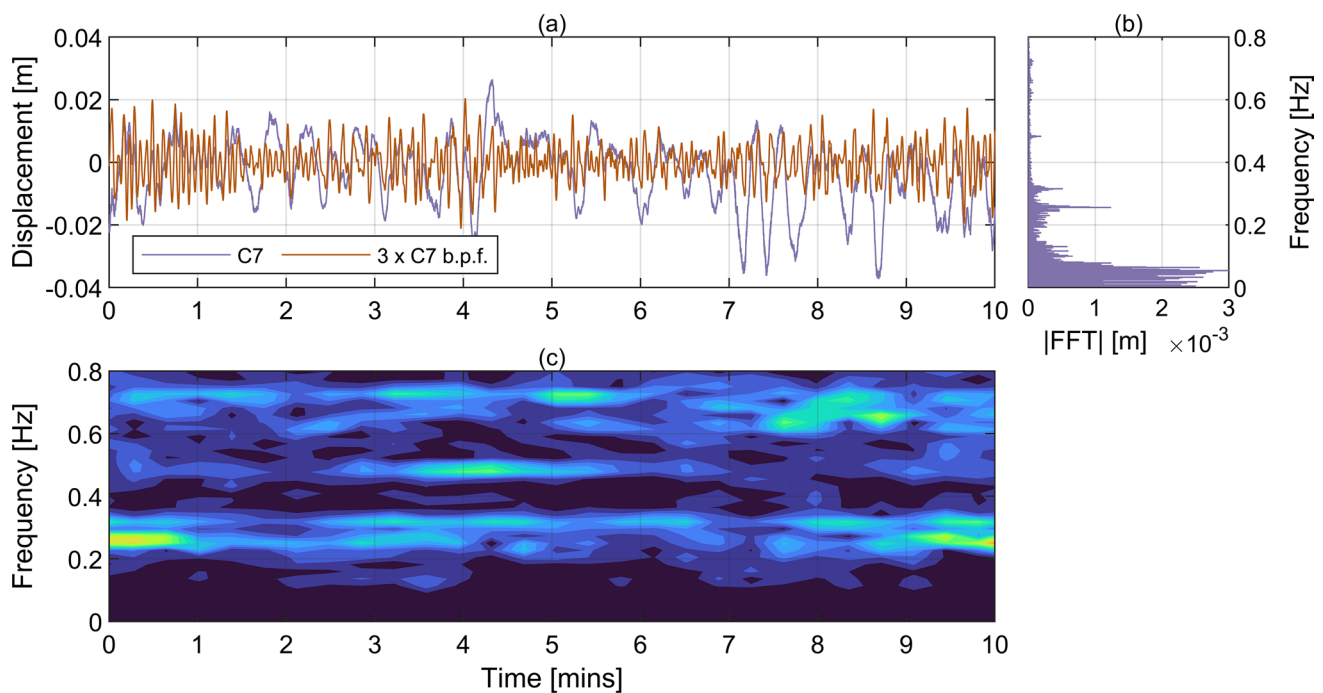 (a)
Displacement [m]
0.04
0.02
0
-0.02
-0.04
C7
3 x C7 b.p.f.
0 1 2 3 4 5 6 7 8 9 10
(b)
0.8
0.6
0.4
0.2
0
Frequency [Hz]
0 1 2 3
|FFT| [m] ×10⁻³
(c)
Frequency [Hz]
0.8
0.6
0.4
0.2
0
0 1 2 3 4 5 6 7 8 9 10
Time [mins]